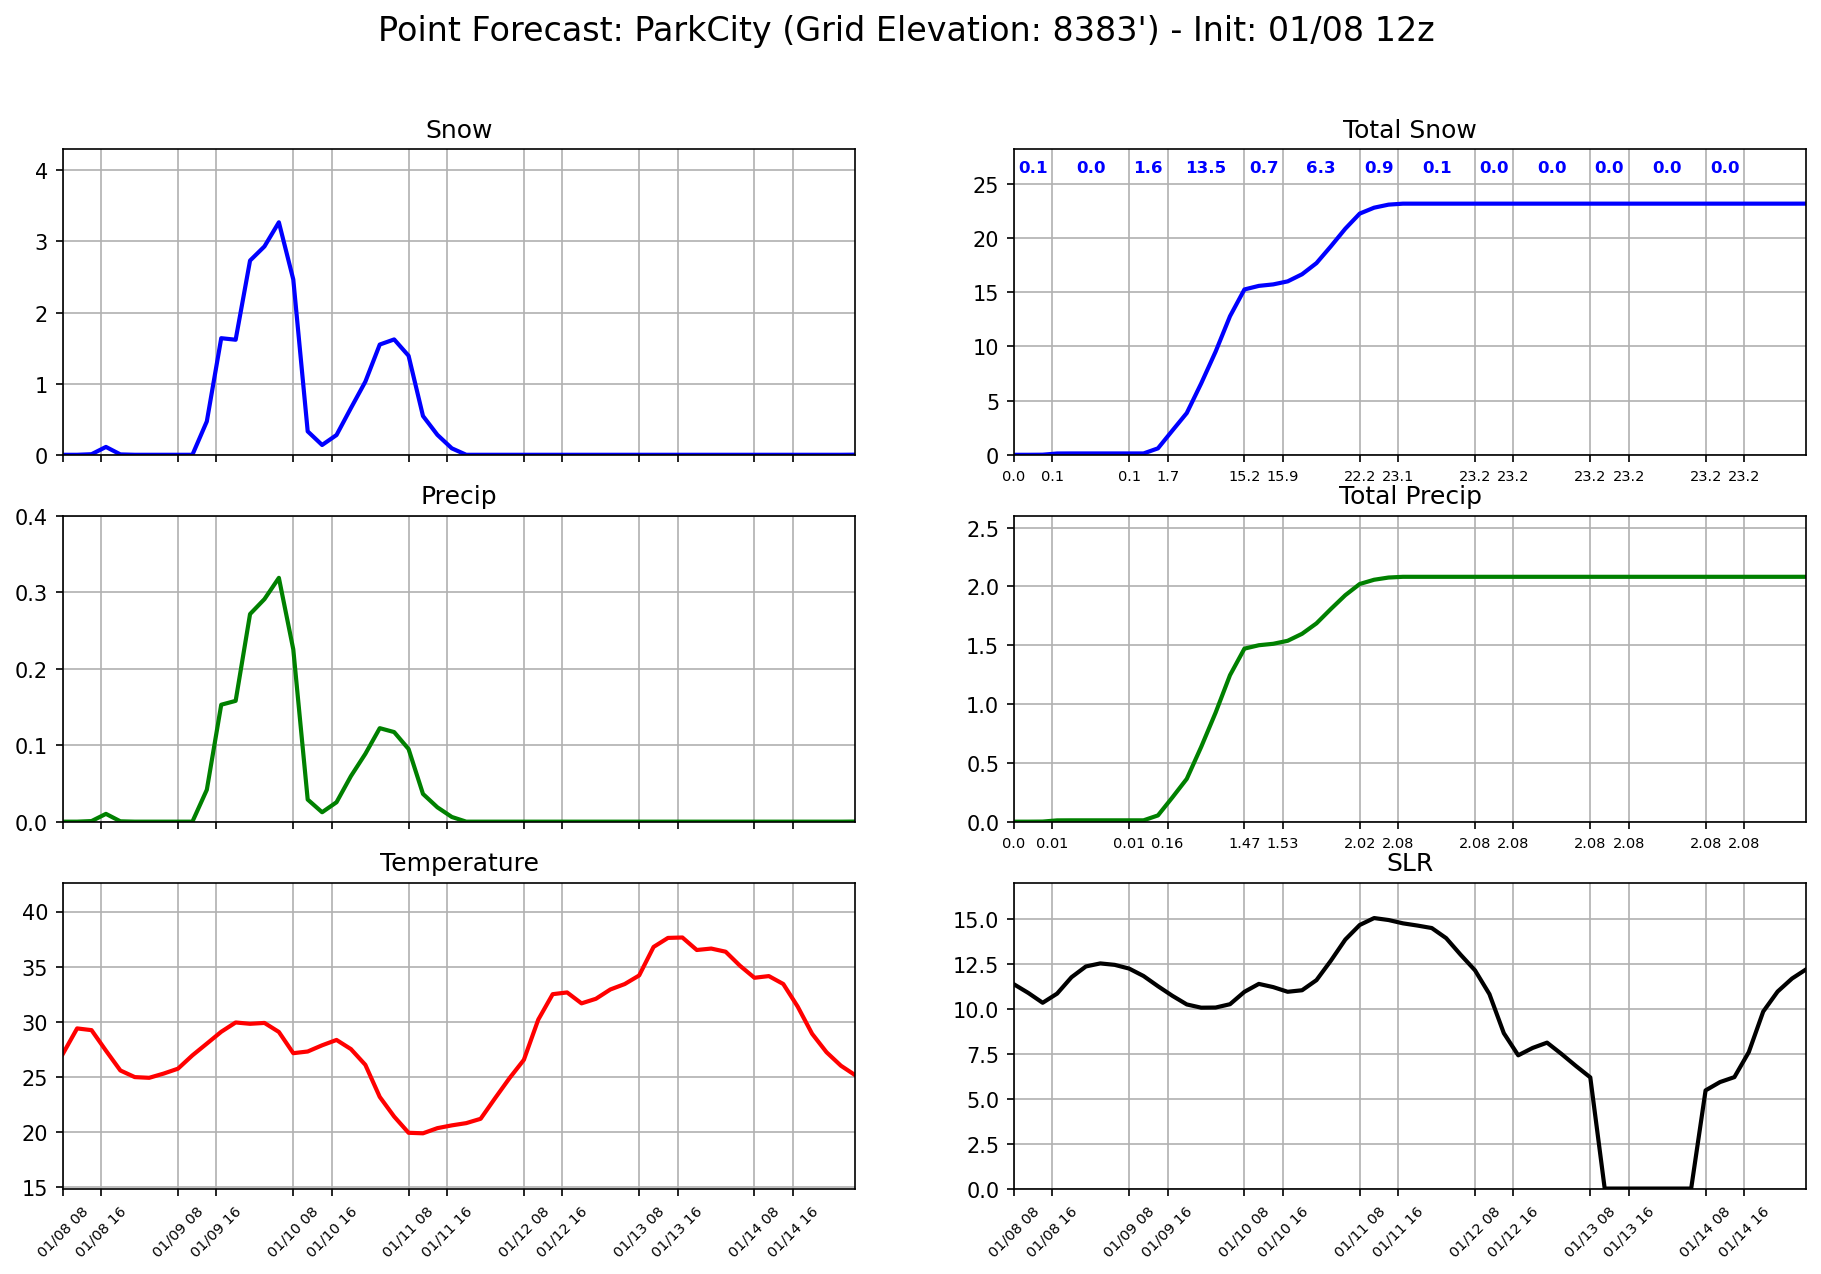 Point Forecast: ParkCity (Grid Elevation: 8383') - Init: 01/08 12z
Snow
4
3
2
1
0
Total Snow
0.1 0.0 1.6 13.5 0.7 6.3 0.9 0.1 0.0 0.0 0.0 0.0 0.0
25
20
15
10
5
0
0.0 0.1 0.1 1.7 15.2 15.9 22.2 23.1 23.2 23.2 23.2 23.2 23.2 23.2
Precip
0.4
0.3
0.2
0.1
0.0
Total Precip
2.5
2.0
1.5
1.0
0.5
0.0
0.0 0.01 0.01 0.16 1.47 1.53 2.02 2.08 2.08 2.08 2.08 2.08 2.08 2.08
Temperature
40
35
30
25
20
15
01/08 08 01/08 16 01/09 08 01/09 16 01/10 08 01/10 16 01/11 08 01/11 16 01/12 08 01/12 16 01/13 08 01/13 16 01/14 08 01/14 16
SLR
15.0
12.5
10.0
7.5
5.0
2.5
0.0
01/08 08 01/08 16 01/09 08 01/09 16 01/10 08 01/10 16 01/11 08 01/11 16 01/12 08 01/12 16 01/13 08 01/13 16 01/14 08 01/14 16